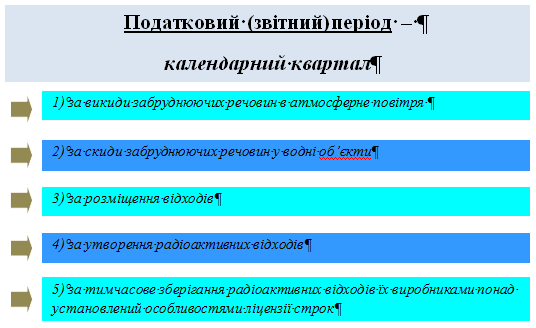 Податковий (звітний) період –
календарний квартал
1) за викиди забруднюючих речовин в атмосферне повітря
2) за скиди забруднюючих речовин у водні об’єкти
3) за розміщення відходів
4) за утворення радіоактивних відходів
5) за тимчасове зберігання радіоактивних відходів їх виробниками понад
установлений особливостями ліцензії строк